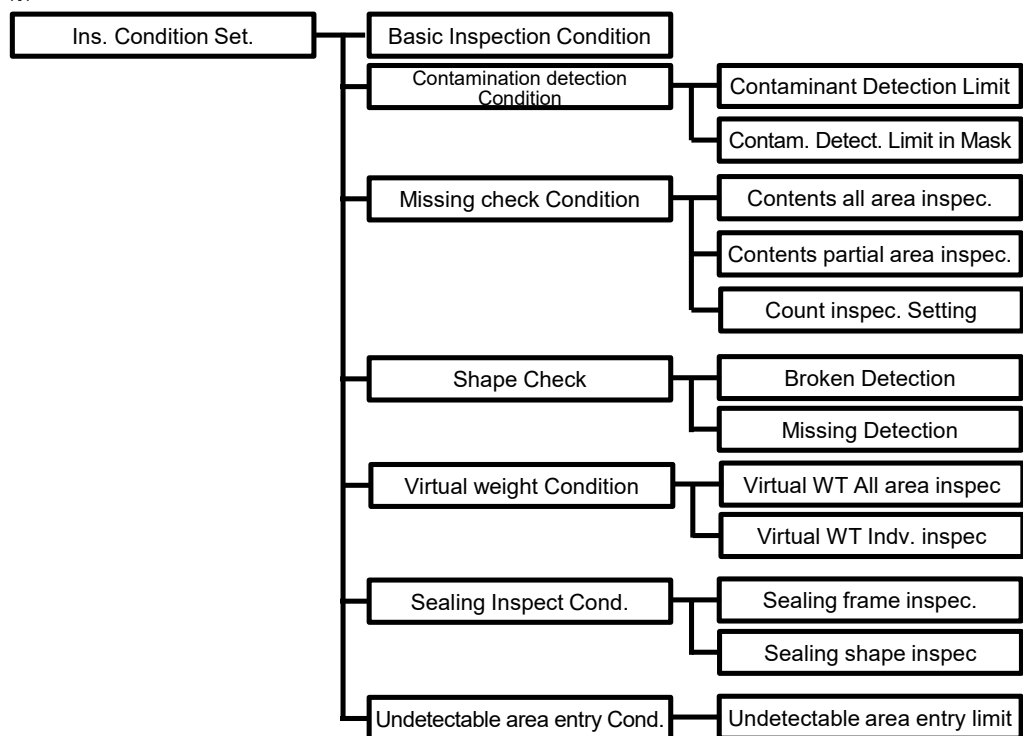 Ins. Condition Set.
Basic Inspection Condition
Contamination detection
Condition
Contaminant Detection Limit
Contam. Detect. Limit in Mask
Missing check Condition
Contents all area inspec.
Contents partial area inspec.
Count inspec. Setting
Shape Check
Broken Detection
Missing Detection
Virtual weight Condition
Virtual WT All area inspec
Virtual WT Indv. inspec
Sealing Inspect Cond.
Sealing frame inspec.
Sealing shape inspec
Undetectable area entry Cond.
Undetectable area entry limit